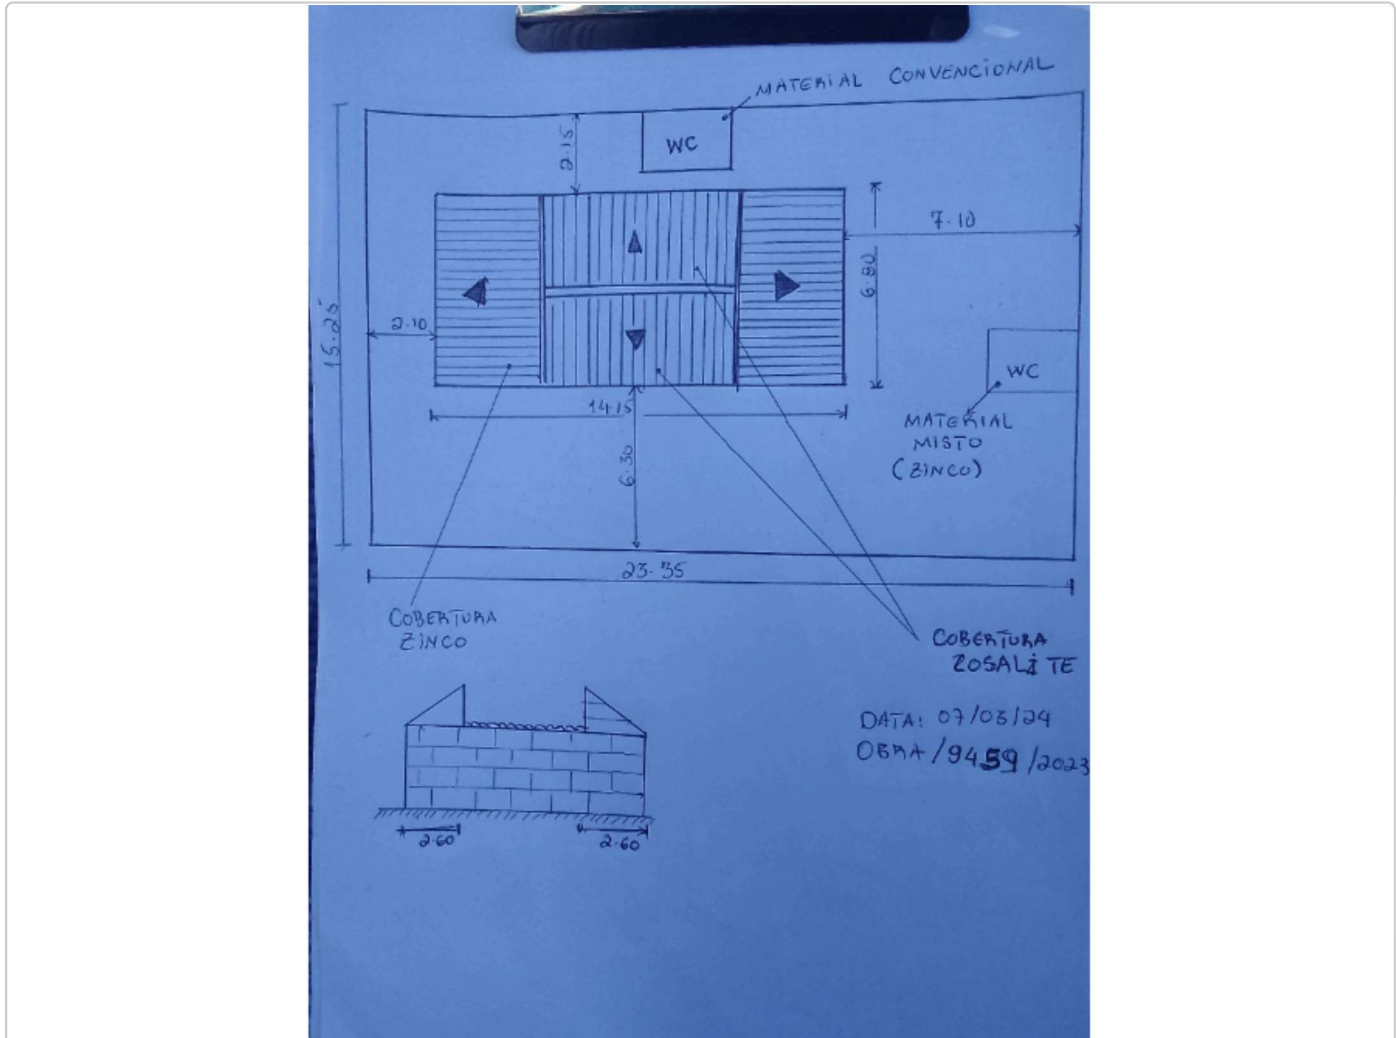 MATERIAL CONVENCIONAL
WC
2.15
7.10
6.80
15.25
2.10
WC
14.15
MATERIAL
MISTO
(ZINCO)
6.30
23.35
COBERTURA
ZINCO
COBERTURA
ZOSALITE
DATA: 07/03/24
OBRA/9459/2023
2.60
2.60